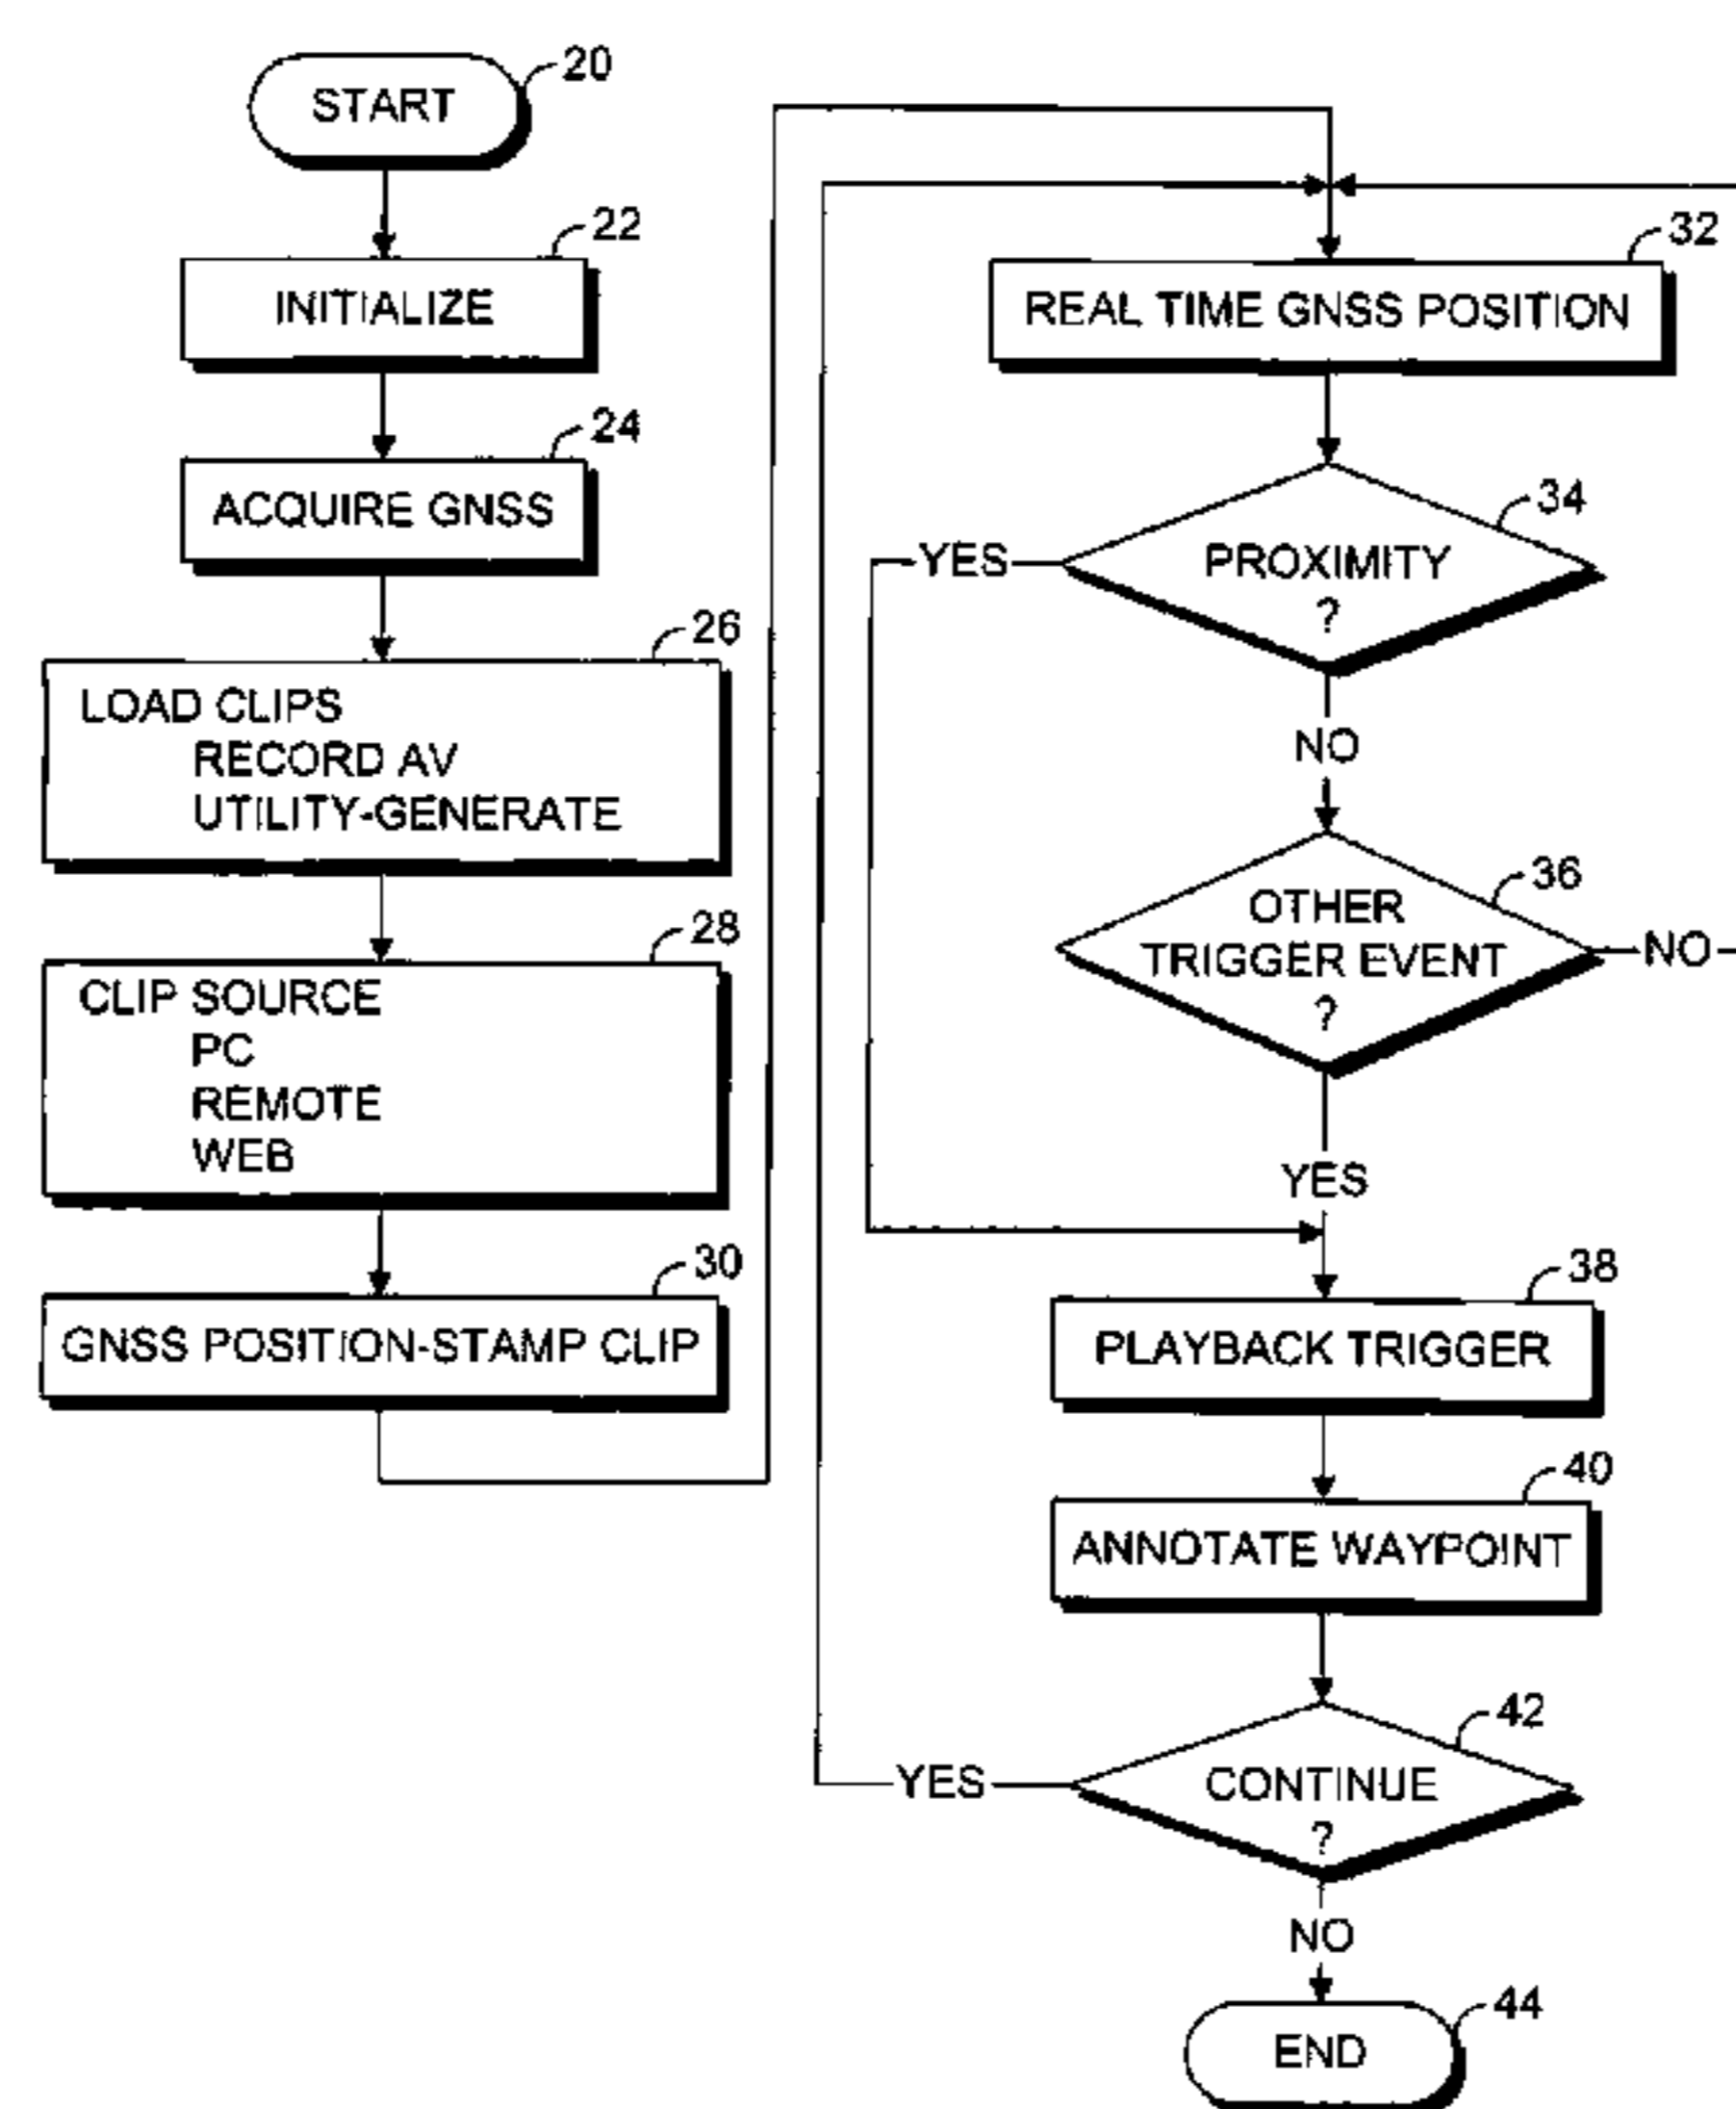 START
20
INITIALIZE
22
ACQUIRE GNSS
24
LOAD CLIPS
RECORD AV
UTILITY-GENERATE
26
CLIP SOURCE
PC
REMOTE
WEB
28
GNSS POSITION-STAMP CLIP
30
REAL TIME GNSS POSITION
32
PROXIMITY
?
34
YES
NO
OTHER
TRIGGER EVENT
?
36
NO
YES
PLAYBACK TRIGGER
38
ANNOTATE WAYPOINT
40
CONTINUE
?
42
YES
NO
END
44